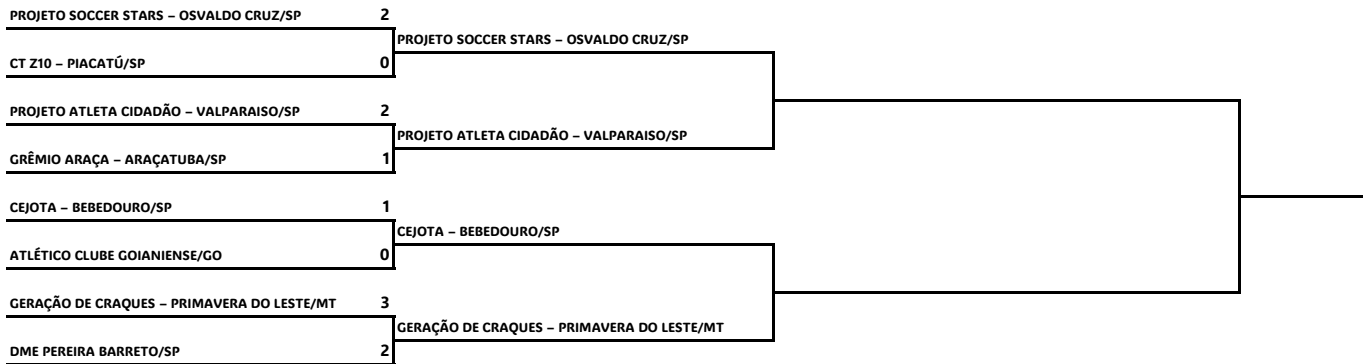 PROJETO SOCCER STARS – OSVALDO CRUZ/SP 2
CT Z10 – PIACATÚ/SP 0
PROJETO ATLETA CIDADÃO – VALPARAISO/SP 2
GRÊMIO ARAÇA – ARAÇATUBA/SP 1
CEJOTA – BEBEDOURO/SP 1
ATLÉTICO CLUBE GOIANIENSE/GO 0
GERAÇÃO DE CRAQUES – PRIMAVERA DO LESTE/MT 3
DME PEREIRA BARRETO/SP 2
PROJETO SOCCER STARS – OSVALDO CRUZ/SP
PROJETO ATLETA CIDADÃO – VALPARAISO/SP
CEJOTA – BEBEDOURO/SP
GERAÇÃO DE CRAQUES – PRIMAVERA DO LESTE/MT